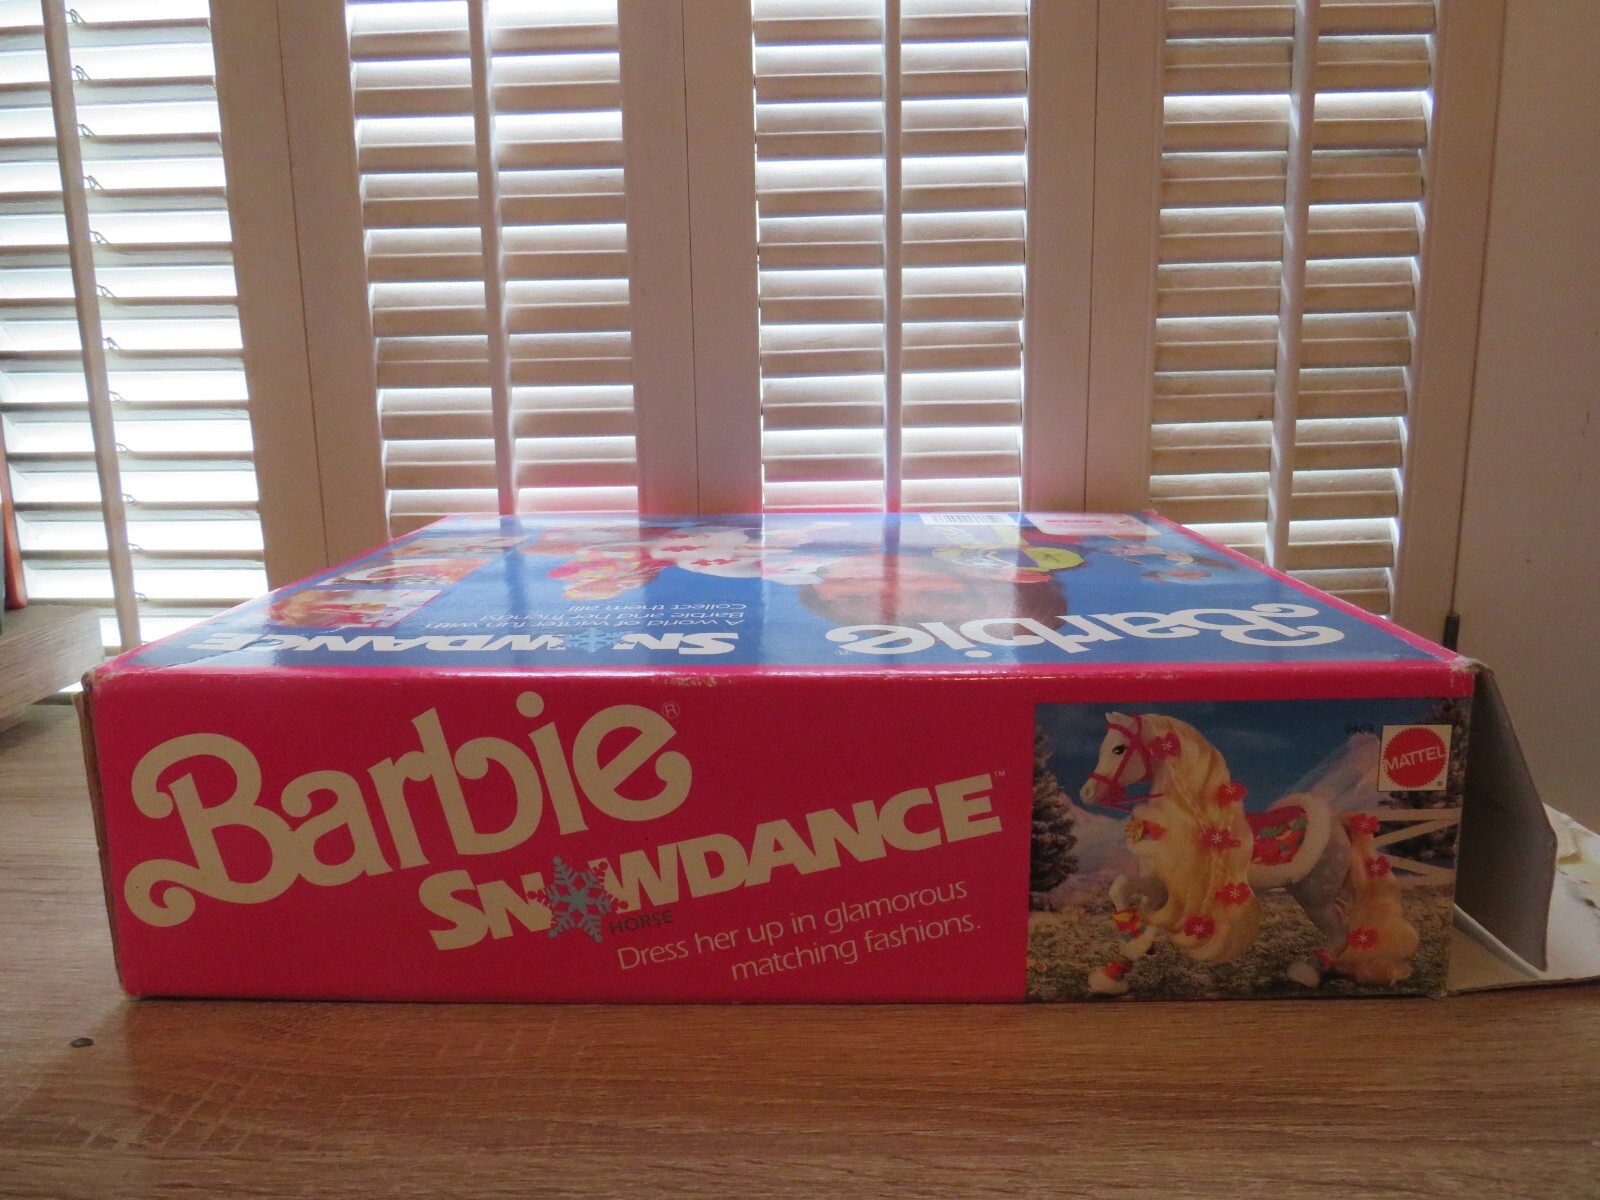 Barbie®
SNOWDANCE
A world of winter fun with
Barbie and her friends!
Collect them all!
Barbie®
SNOWDANCE™
HORSE
Dress her up in glamorous
matching fashions.
7403
MATTEL